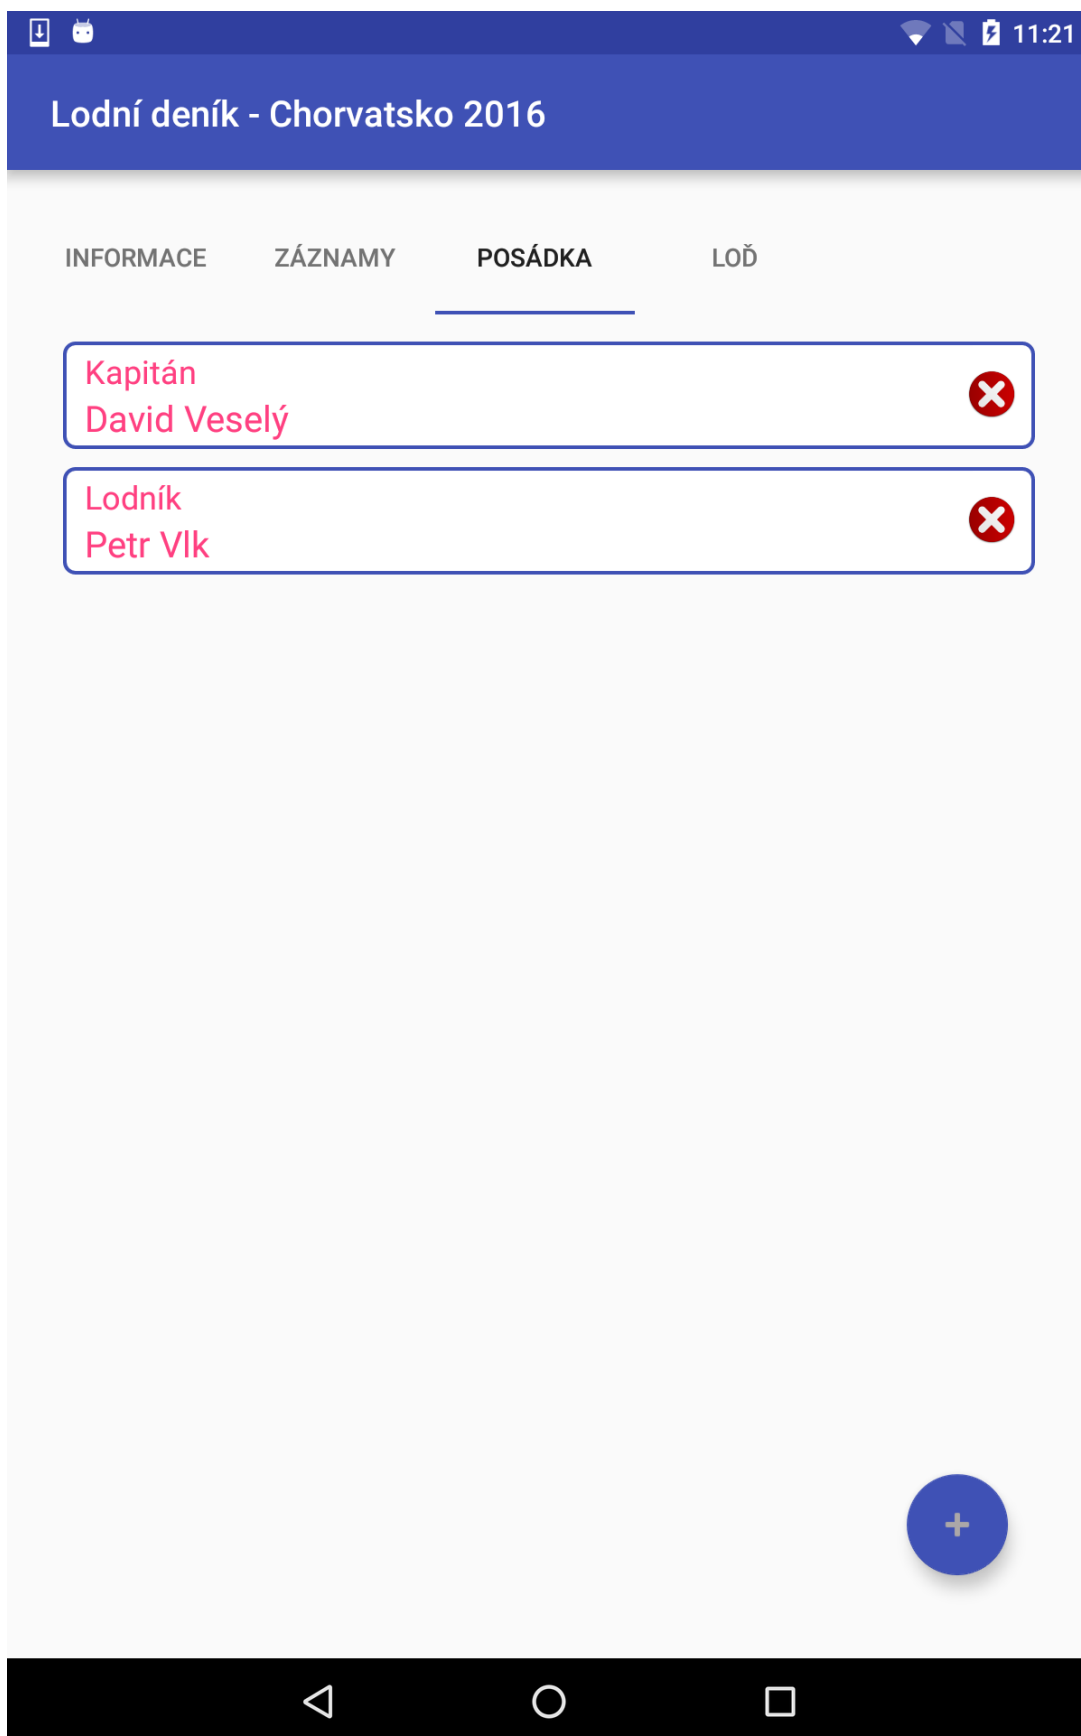 11:21
Lodní deník - Chorvatsko 2016
INFORMACE ZÁZNAMY POSÁDKA LOĎ
Kapitán
David Veselý
Lodník
Petr Vlk
+